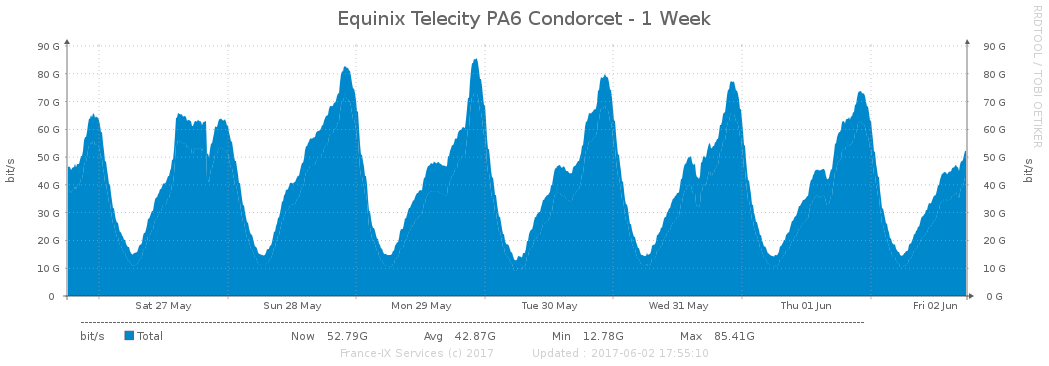 Equinix Telecity PA6 Condorcet - 1 Week
RRDTOOL / TOBI OETIKER
bit/s
90 G
80 G
70 G
60 G
50 G
40 G
30 G
20 G
10 G
0
90 G
80 G
70 G
60 G
50 G
40 G
30 G
20 G
10 G
0 G
bit/s
Sat 27 May Sun 28 May Mon 29 May Tue 30 May Wed 31 May Thu 01 Jun Fri 02 Jun
bit/s Total Now 52.79G Avg 42.87G Min 12.78G Max 85.41G
France-IX Services (c) 2017 Updated : 2017-06-02 17:55:10